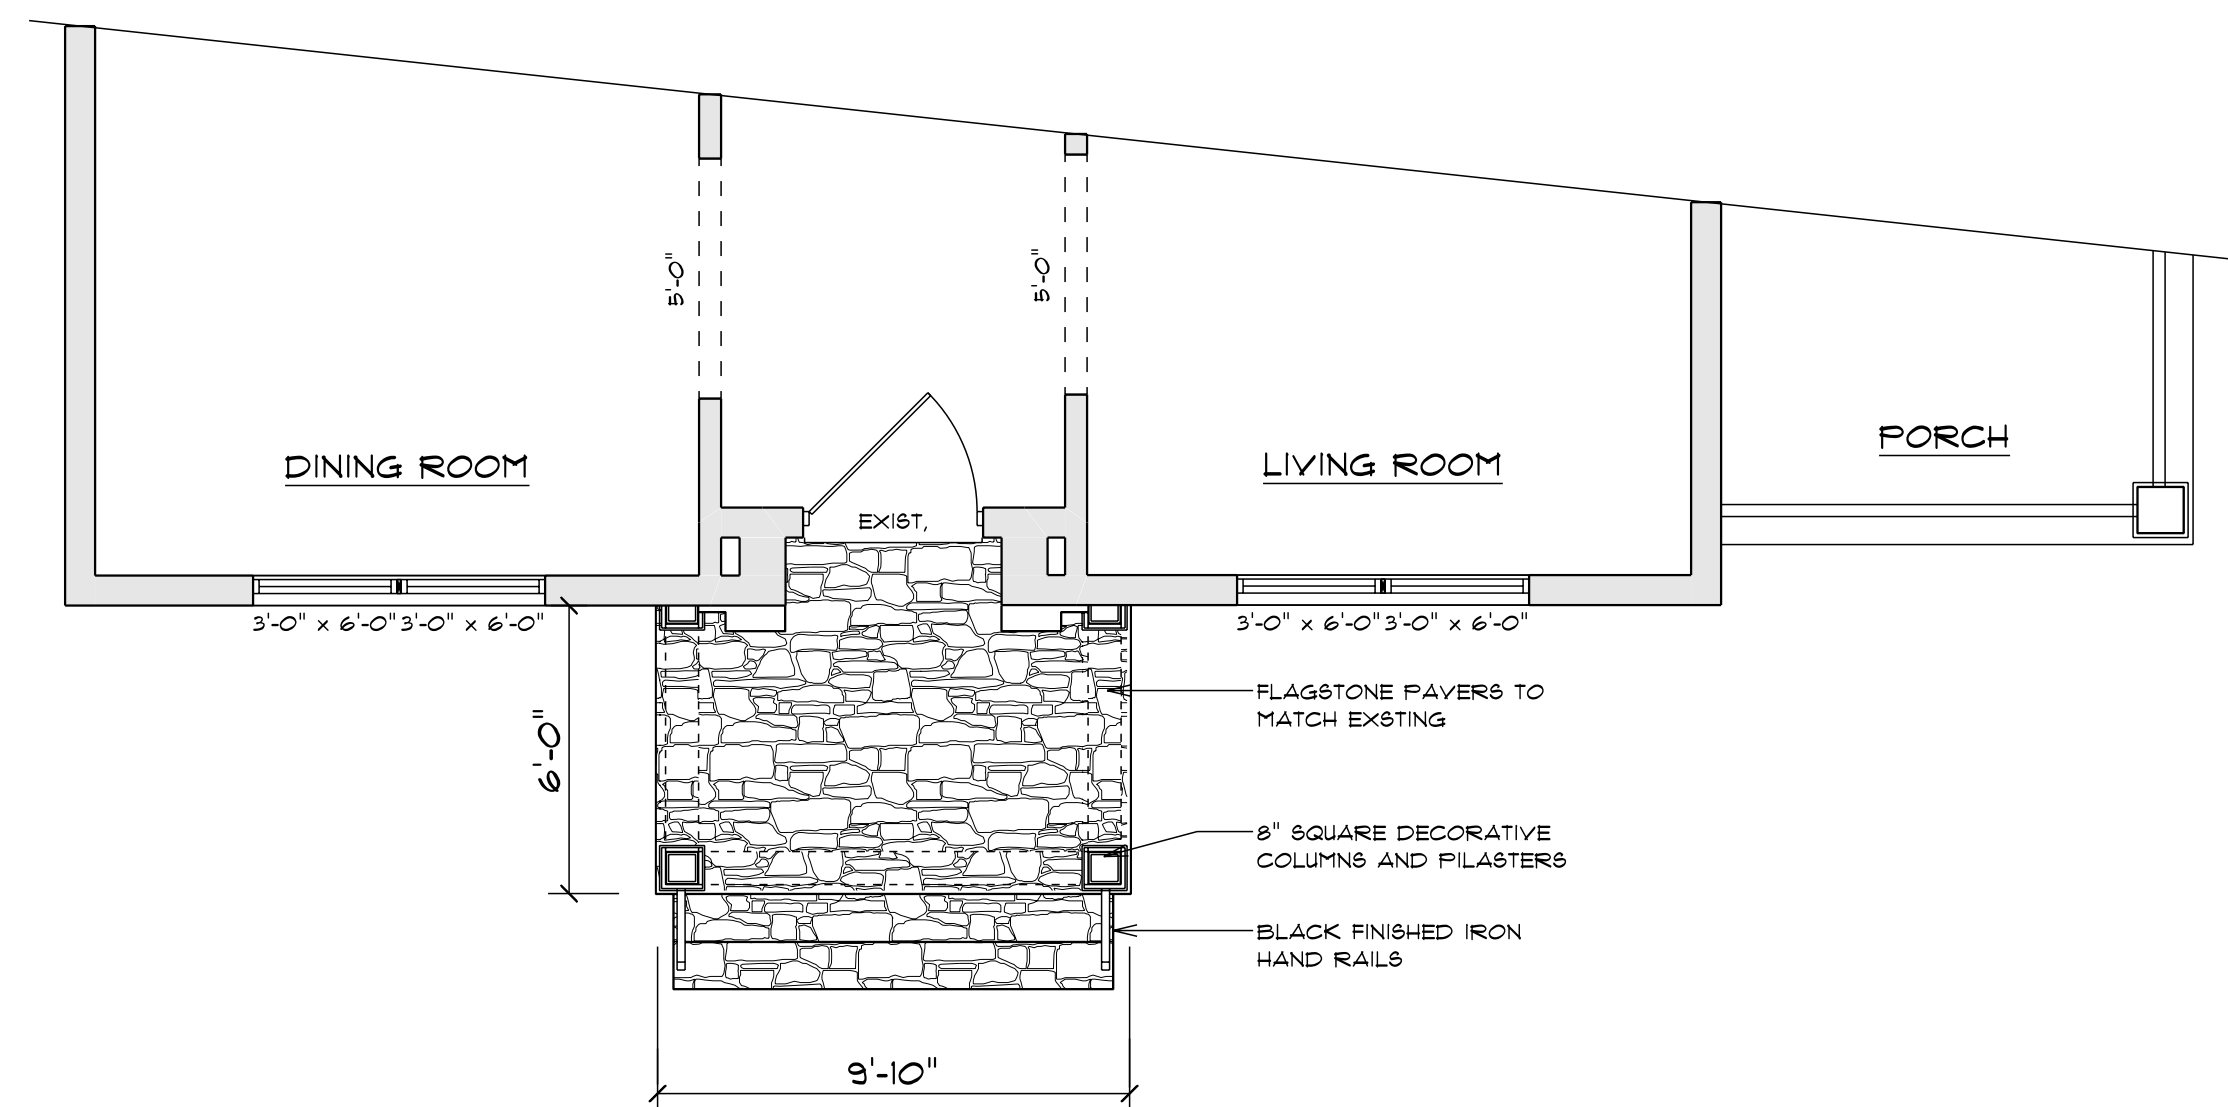 5'-0"
5'-0"
PORCH
DINING ROOM
LIVING ROOM
EXIST,
3'-0" x 6'-0" 3'-0" x 6'-0"
3'-0" x 6'-0" 3'-0" x 6'-0"
FLAGSTONE PAVERS TO
MATCH EXSTING
6'-0"
8" SQUARE DECORATIVE
COLUMNS AND PILASTERS
BLACK FINISHED IRON
HAND RAILS
9'-10"